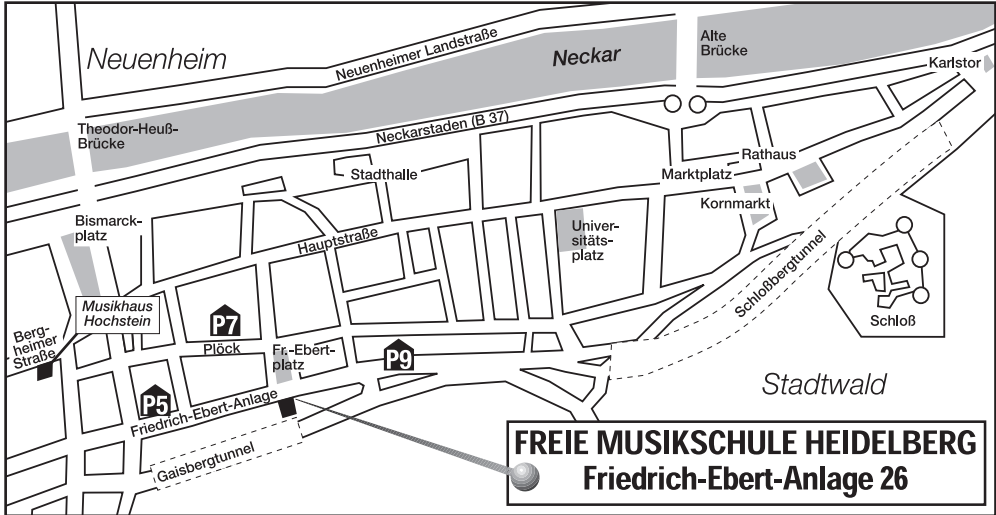 Neuenheim
Neuenheimer Landstraße
Neckar
Alte
Brücke
Karlstor
Theodor-Heuß-
Brücke
Neckarstaden (B 37)
Stadthalle
Rathaus
Marktplatz
Kornmarkt
Bismarck-
platz
Hauptstraße
Univer-
sitäts-
platz
Schloßbergtunnel
Schloß
Musikhaus
Hochstein
Berg-
heimer
Straße
P7
Plöck
Fr.-Ebert-
platz
P9
P5
Friedrich-Ebert-Anlage
Gaisbergtunnel
Stadtwald
FREIE MUSIKSCHULE HEIDELBERG
Friedrich-Ebert-Anlage 26